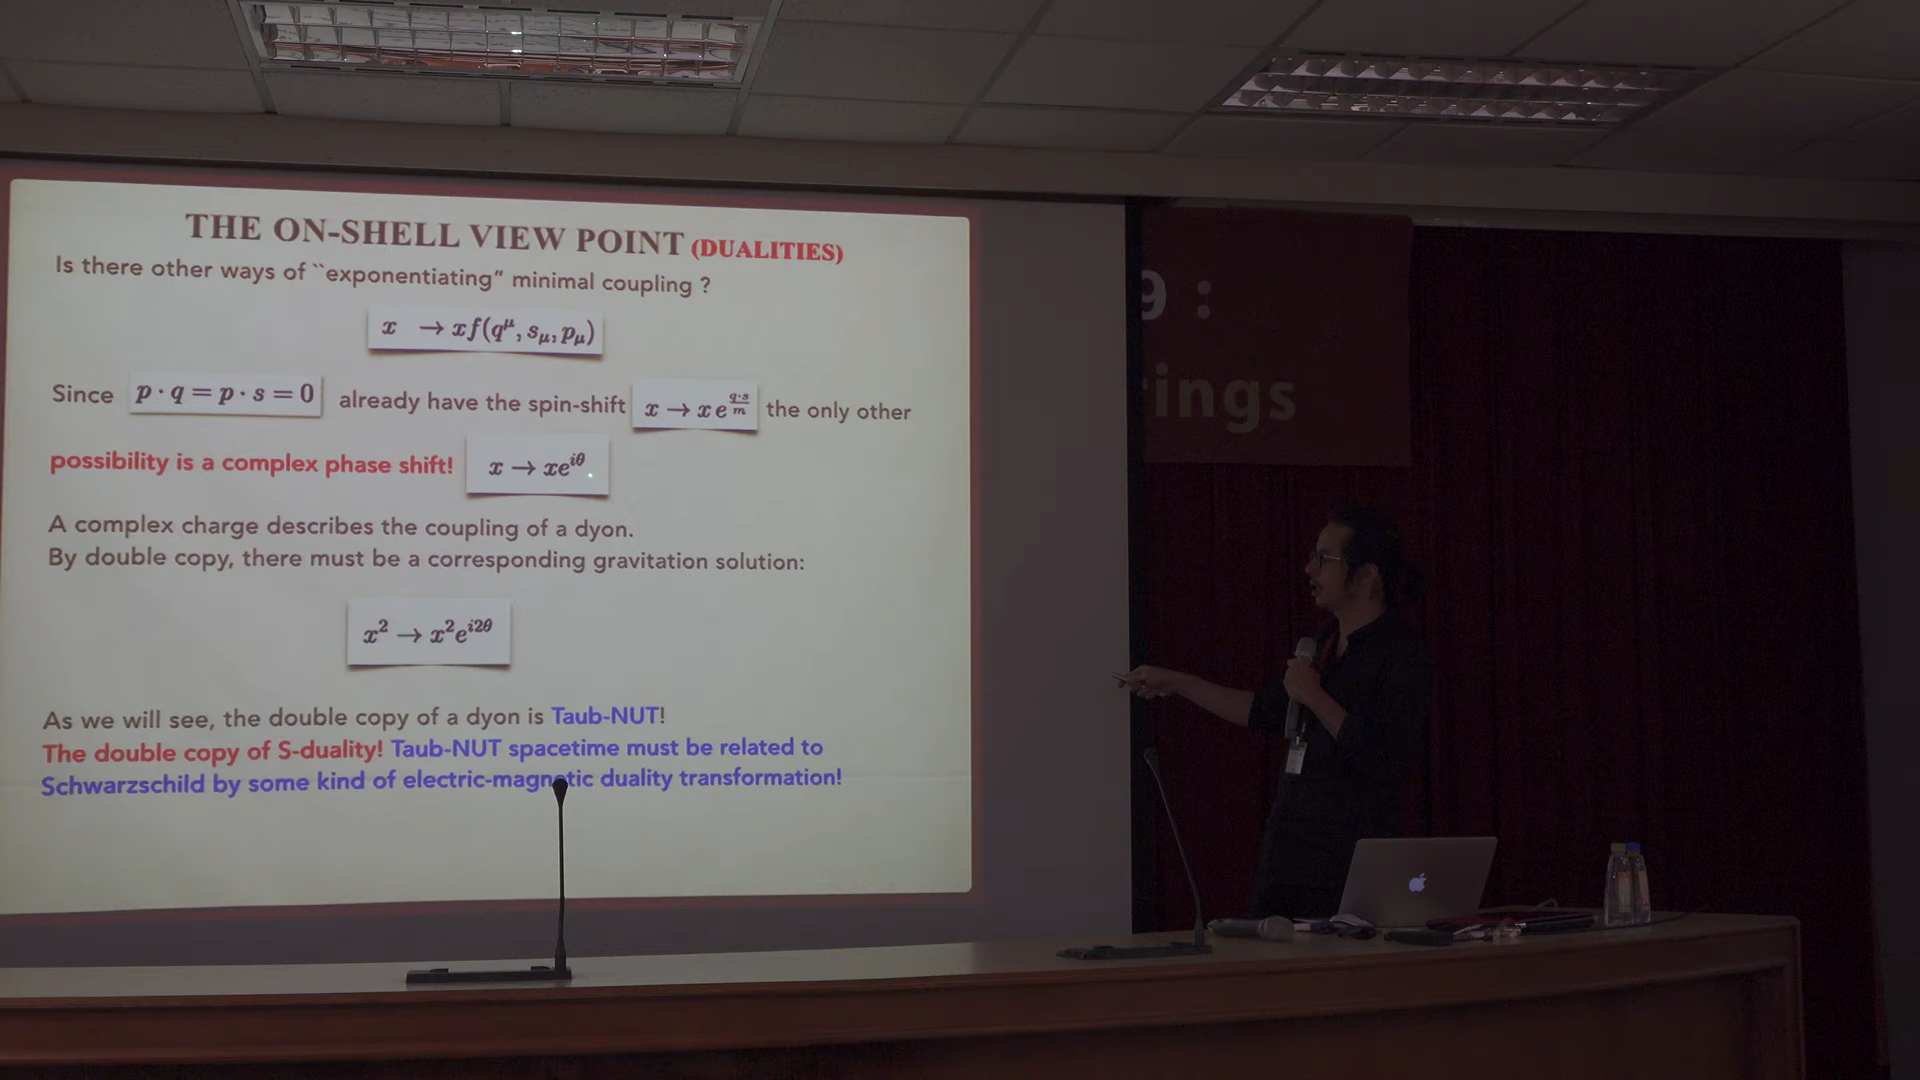 THE ON-SHELL VIEW POINT (DUALITIES)
Is there other ways of ``exponentiating” minimal coupling ?
x → xf(q^μ, s_μ, p_μ)
Since p · q = p · s = 0 already have the spin-shift x → x e^{q·s/m} the only other
possibility is a complex phase shift! x → xe^{iθ}.
A complex charge describes the coupling of a dyon.
By double copy, there must be a corresponding gravitation solution:
x² → x²e^{i2θ}
As we will see, the double copy of a dyon is Taub-NUT!
The double copy of S-duality! Taub-NUT spacetime must be related to
Schwarzschild by some kind of electric-magnetic duality transformation!
9 :
ings